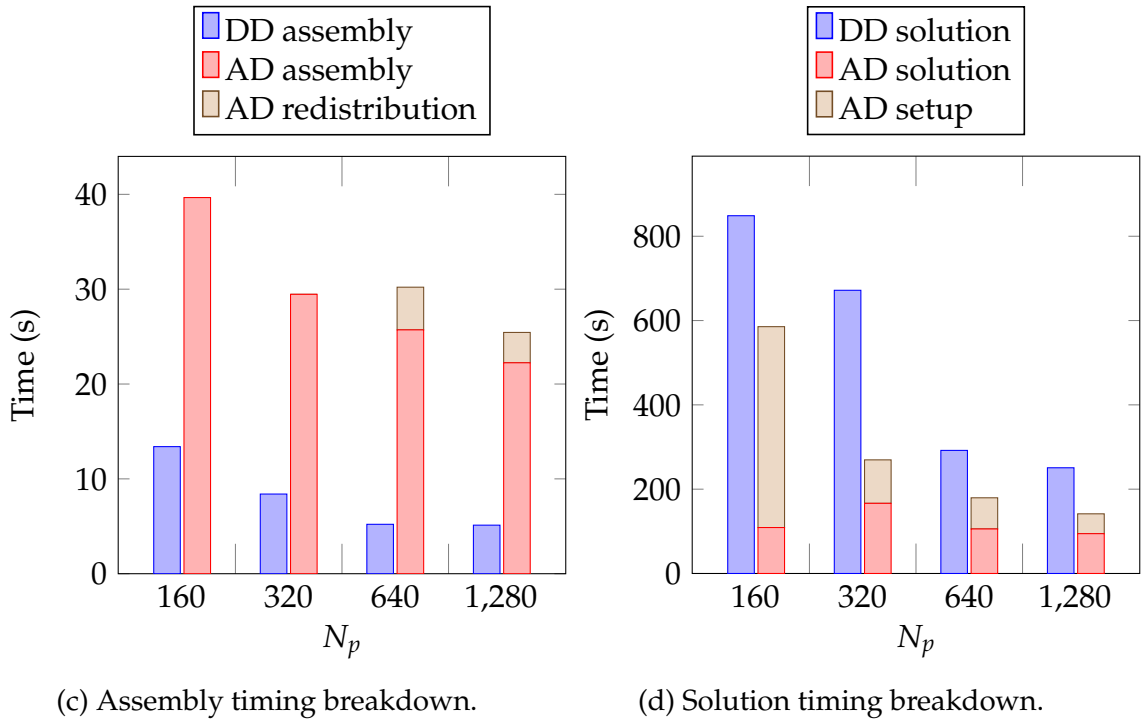 DD assembly
AD assembly
AD redistribution
40
30
20
10
0
Time (s)
160 320 640 1,280
N_p
(c) Assembly timing breakdown.
DD solution
AD solution
AD setup
800
600
400
200
0
Time (s)
160 320 640 1,280
N_p
(d) Solution timing breakdown.